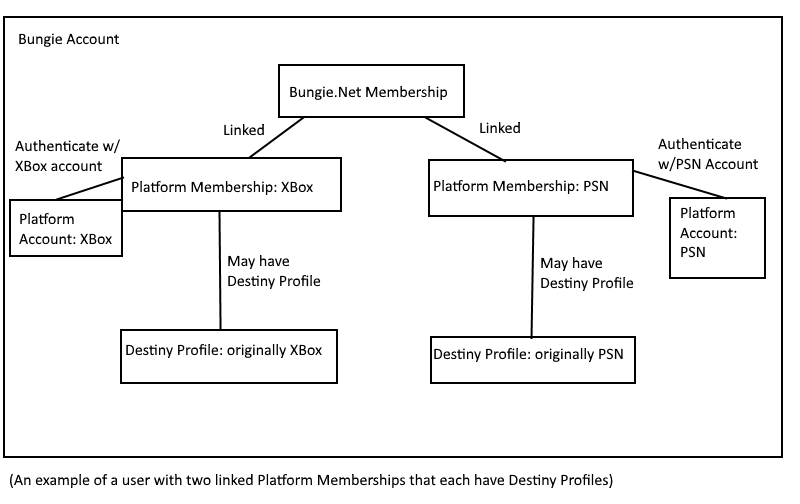 Bungie Account
Bungie.Net Membership
Linked
Linked
Authenticate w/
XBox account
Authenticate
w/PSN Account
Platform Membership: XBox
Platform Membership: PSN
Platform
Account: XBox
Platform
Account:
PSN
May have
Destiny Profile
May have
Destiny Profile
Destiny Profile: originally XBox
Destiny Profile: originally PSN
(An example of a user with two linked Platform Memberships that each have Destiny Profiles)